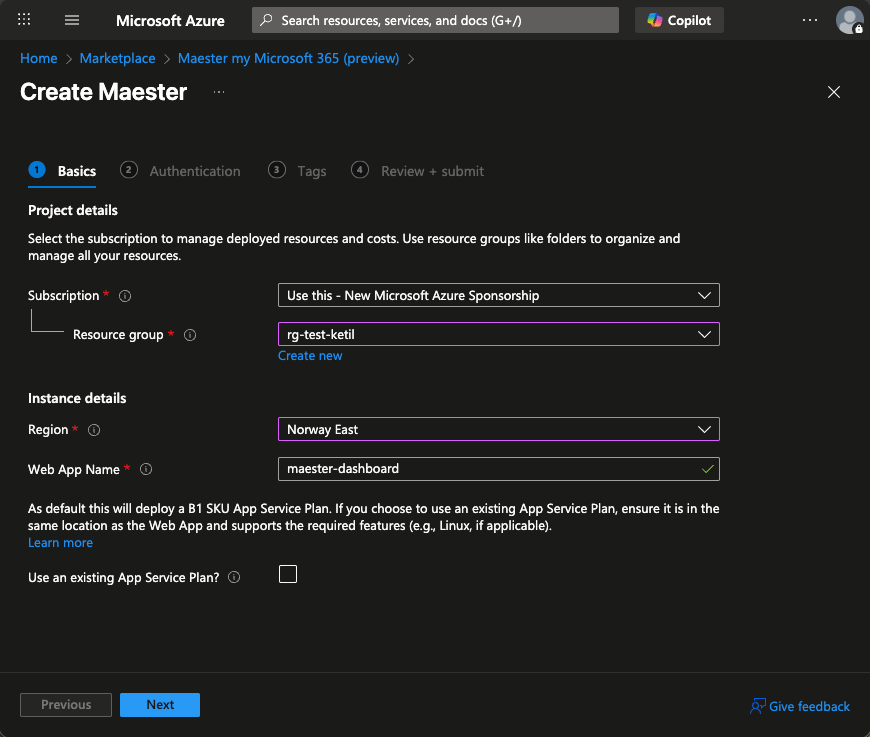 Microsoft Azure
Search resources, services, and docs (G+/)
Copilot
Home > Marketplace > Maester my Microsoft 365 (preview) >
Create Maester
1 Basics 2 Authentication 3 Tags 4 Review + submit
Project details
Select the subscription to manage deployed resources and costs. Use resource groups like folders to organize and
manage all your resources.
Subscription * Use this - New Microsoft Azure Sponsorship
Resource group * rg-test-ketil
Create new
Instance details
Region * Norway East
Web App Name * maester-dashboard
As default this will deploy a B1 SKU App Service Plan. If you choose to use an existing App Service Plan, ensure it is in the
same location as the Web App and supports the required features (e.g., Linux, if applicable).
Learn more
Use an existing App Service Plan?
Previous Next Give feedback